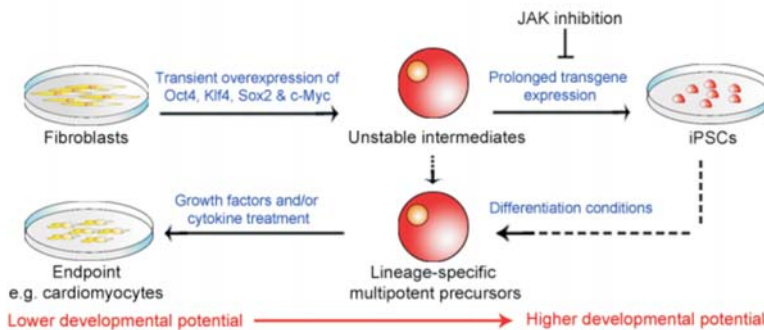 JAK inhibition
Transient overexpression of
Oct4, Klf4, Sox2 & c-Myc
Prolonged transgene
expression
Fibroblasts
Unstable intermediates
iPSCs
Growth factors and/or
cytokine treatment
Differentiation conditions
Endpoint
e.g. cardiomyocytes
Lineage-specific
multipotent precursors
Lower developmental potential
Higher developmental potential